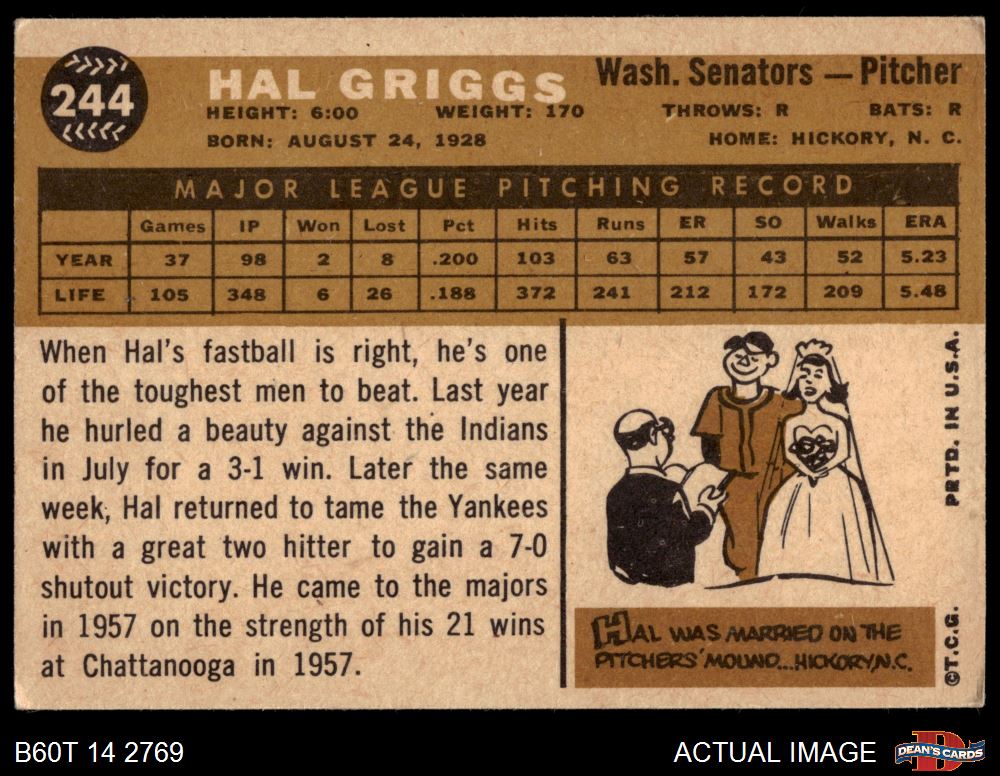 244
HAL GRIGGS
Wash. Senators — Pitcher
HEIGHT: 6:00 WEIGHT: 170 THROWS: R BATS: R
BORN: AUGUST 24, 1928 HOME: HICKORY, N. C.
MAJOR LEAGUE PITCHING RECORD
Games IP Won Lost Pct Hits Runs ER SO Walks ERA
YEAR 37 98 2 8 .200 103 63 57 43 52 5.23
LIFE 105 348 6 26 .188 372 241 212 172 209 5.48
When Hal's fastball is right, he's one
of the toughest men to beat. Last year
he hurled a beauty against the Indians
in July for a 3-1 win. Later the same
week, Hal returned to tame the Yankees
with a great two hitter to gain a 7-0
shutout victory. He came to the majors
in 1957 on the strength of his 21 wins
at Chattanooga in 1957.
HAL WAS MARRIED ON THE
PITCHERS' MOUND...HICKORY,N.C.
©T.C.G. PRTD. IN U.S.A.
B60T 14 2769
ACTUAL IMAGE
DEAN'S CARDS